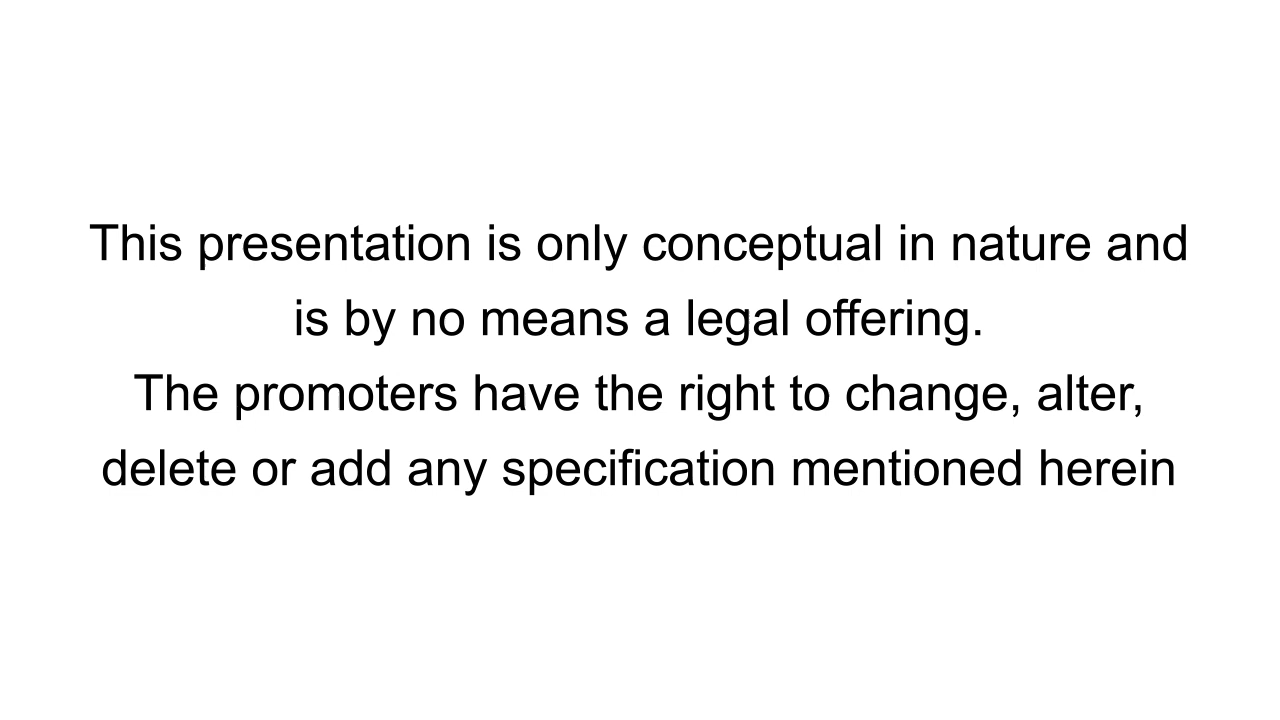 This presentation is only conceptual in nature and
is by no means a legal offering.
The promoters have the right to change, alter,
delete or add any specification mentioned herein